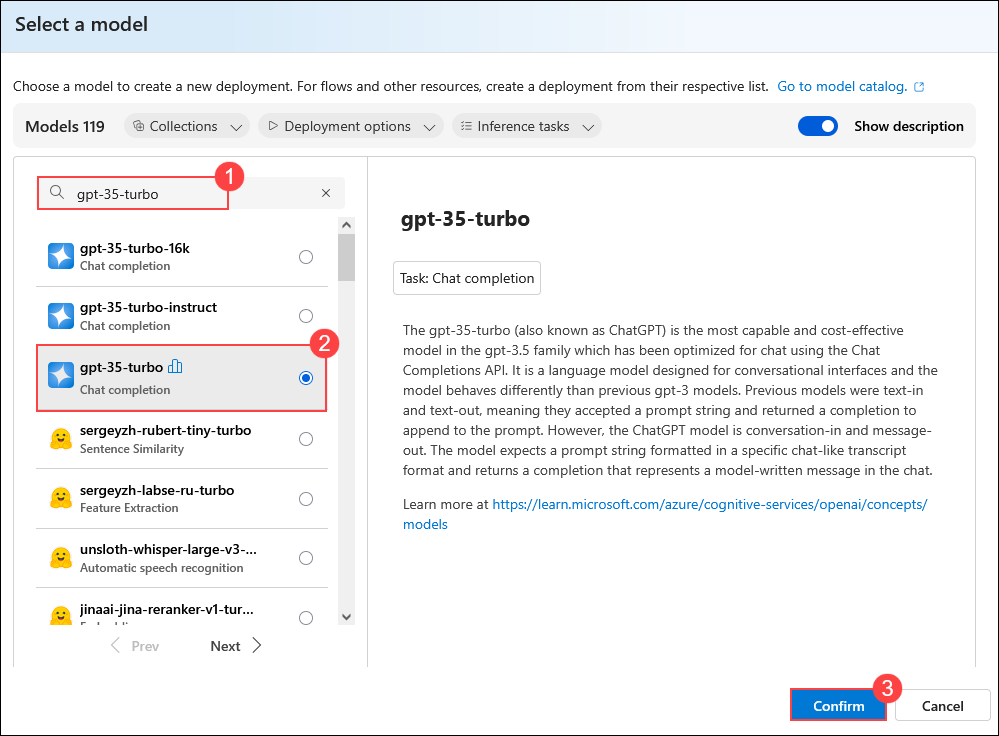 Select a model
Choose a model to create a new deployment. For flows and other resources, create a deployment from their respective list. Go to model catalog.
Models 119 Collections Deployment options Inference tasks Show description
1
gpt-35-turbo
gpt-35-turbo-16k
Chat completion
gpt-35-turbo-instruct
Chat completion
2
gpt-35-turbo
Chat completion
sergeyzh-rubert-tiny-turbo
Sentence Similarity
sergeyzh-labse-ru-turbo
Feature Extraction
unsloth-whisper-large-v3-...
Automatic speech recognition
jinaai-jina-reranker-v1-tur...
Prev Next
gpt-35-turbo
Task: Chat completion
The gpt-35-turbo (also known as ChatGPT) is the most capable and cost-effective
model in the gpt-3.5 family which has been optimized for chat using the Chat
Completions API. It is a language model designed for conversational interfaces and the
model behaves differently than previous gpt-3 models. Previous models were text-in
and text-out, meaning they accepted a prompt string and returned a completion to
append to the prompt. However, the ChatGPT model is conversation-in and message-
out. The model expects a prompt string formatted in a specific chat-like transcript
format and returns a completion that represents a model-written message in the chat.
Learn more at https://learn.microsoft.com/azure/cognitive-services/openai/concepts/
models
3
Confirm Cancel